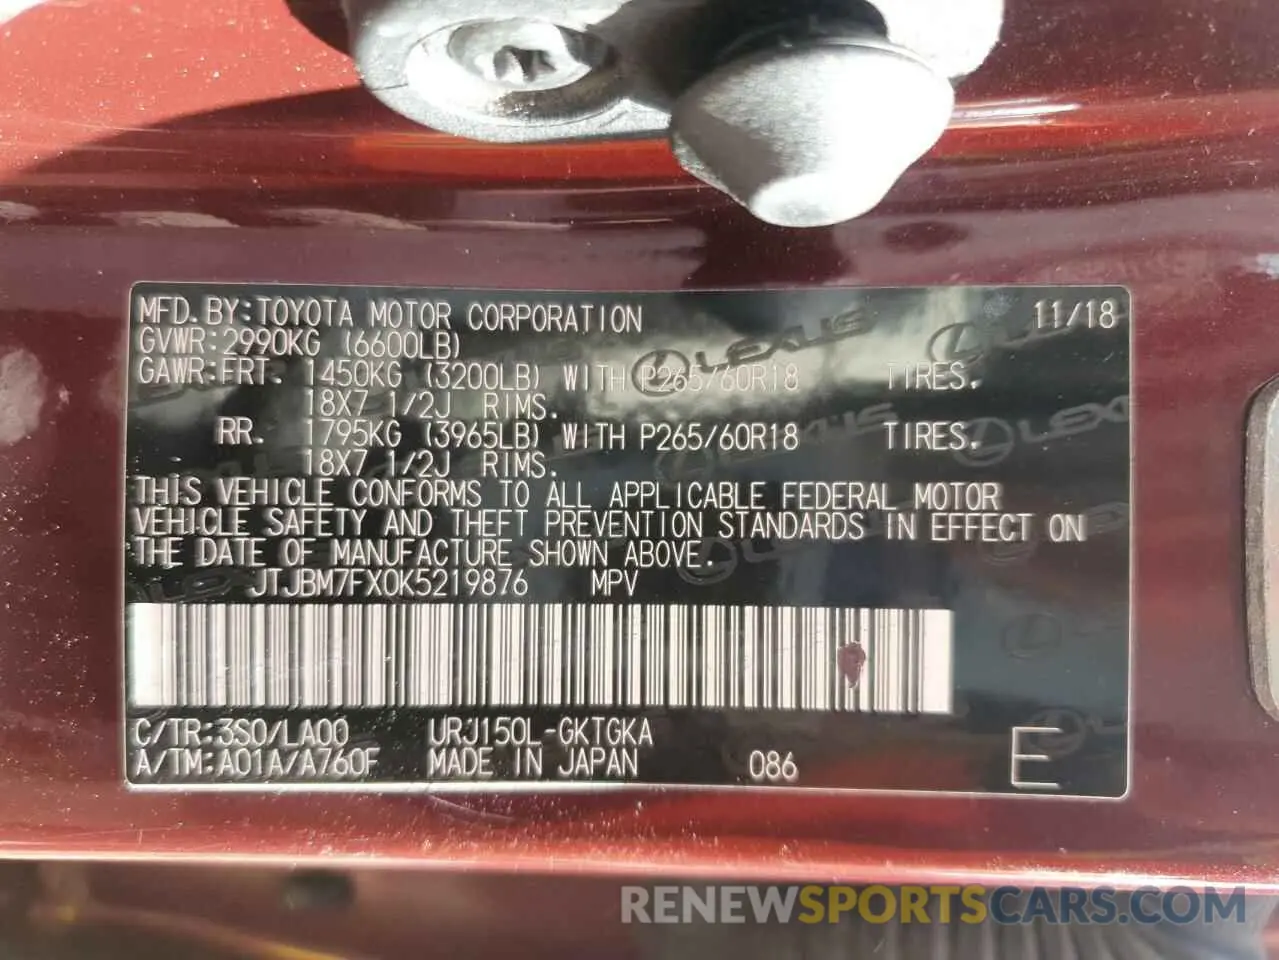 MFD. BY: TOYOTA MOTOR CORPORATION 11/18
GVWR: 2990KG (6600LB)
GAWR: FRT. 1450KG (3200LB) WITH P265/60R18 TIRES.
18X7 1/2J RIMS.
RR. 1795KG (3965LB) WITH P265/60R18 TIRES.
18X7 1/2J RIMS.
THIS VEHICLE CONFORMS TO ALL APPLICABLE FEDERAL MOTOR
VEHICLE SAFETY AND THEFT PREVENTION STANDARDS IN EFFECT ON
THE DATE OF MANUFACTURE SHOWN ABOVE.
JTJBM7FX0K5219876 MPV
C/TR: 3S0/LA00 URJ150L-GKTGKA
A/TM: A01A/A760F MADE IN JAPAN 086 E
LEXUS
LEXUS
RENEWSPORTSCARS.COM